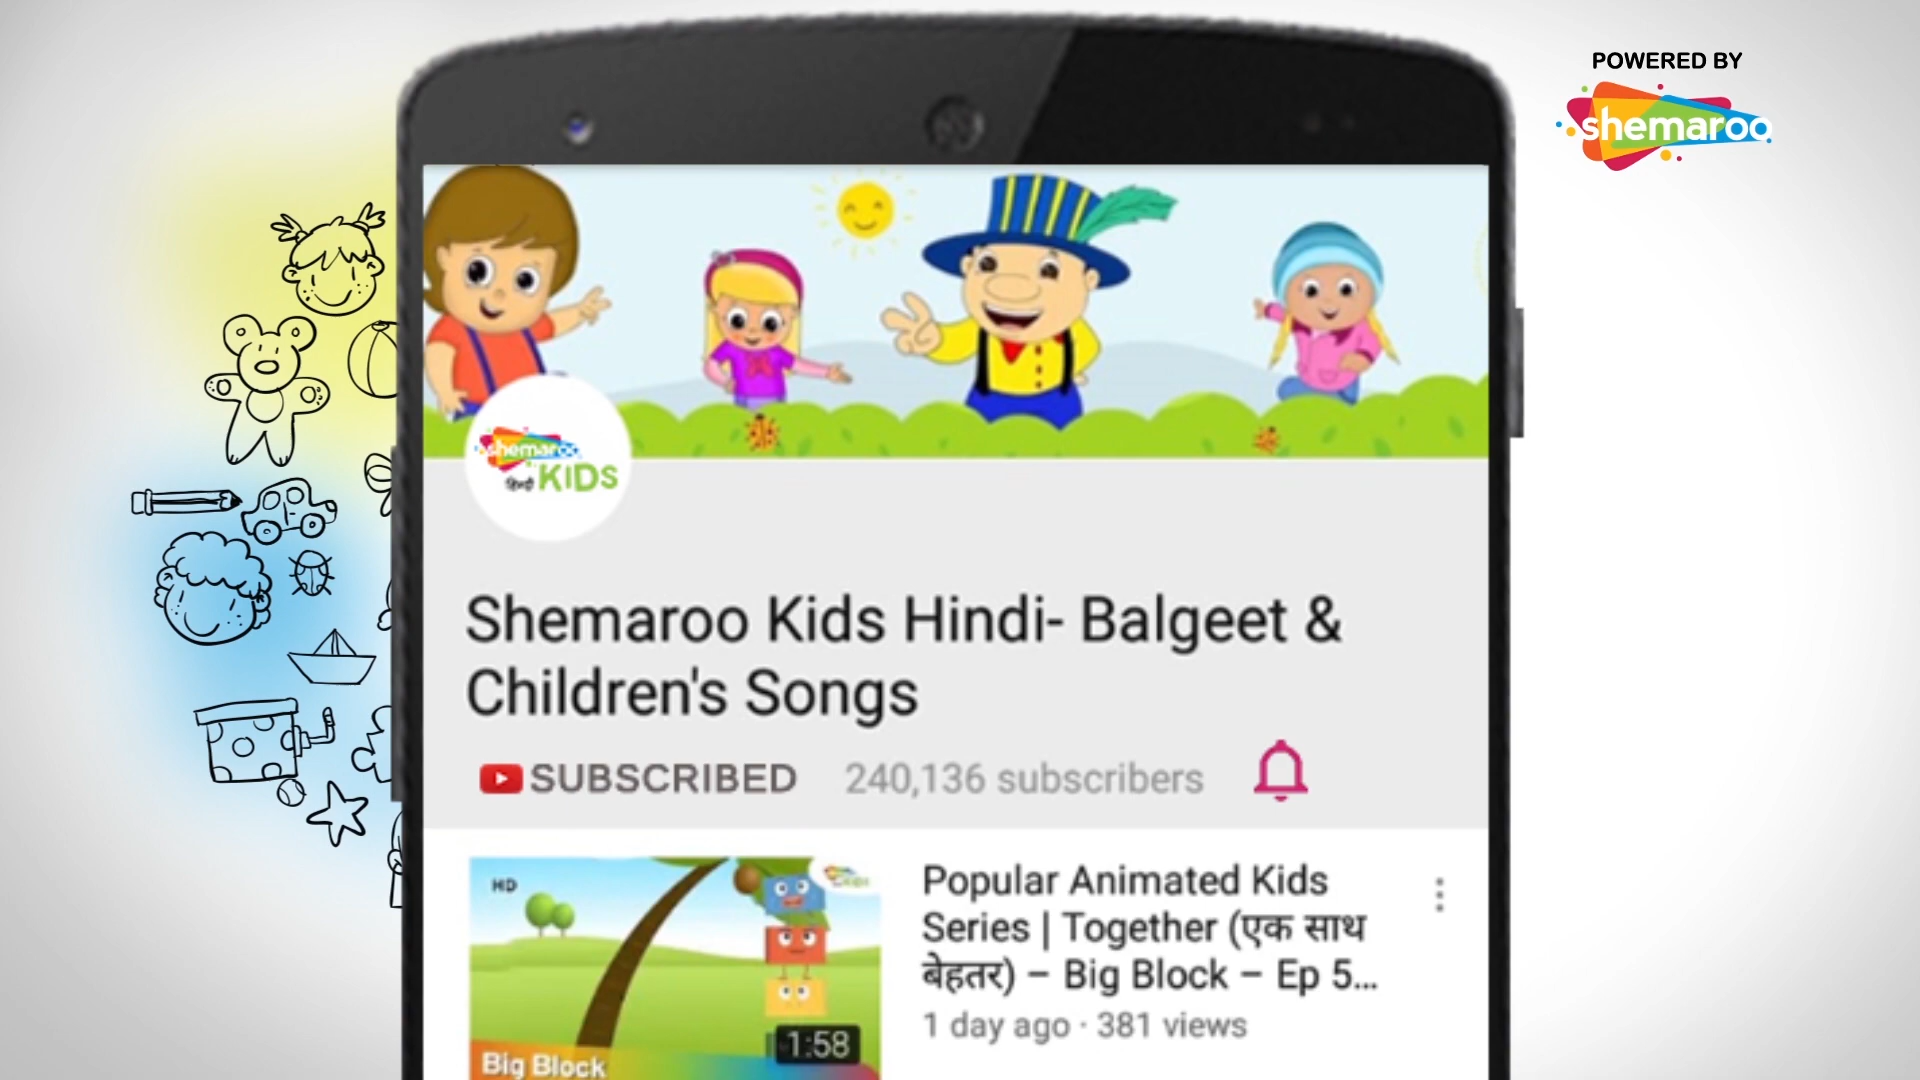 POWERED BY
shemaroo
shemaroo
हिन्दी KIDS
Shemaroo Kids Hindi- Balgeet &
Children's Songs
SUBSCRIBED 240,136 subscribers
HD
Popular Animated Kids
Series | Together (एक साथ
बेहतर) – Big Block – Ep 5...
1 day ago · 381 views
1:58
Big Block